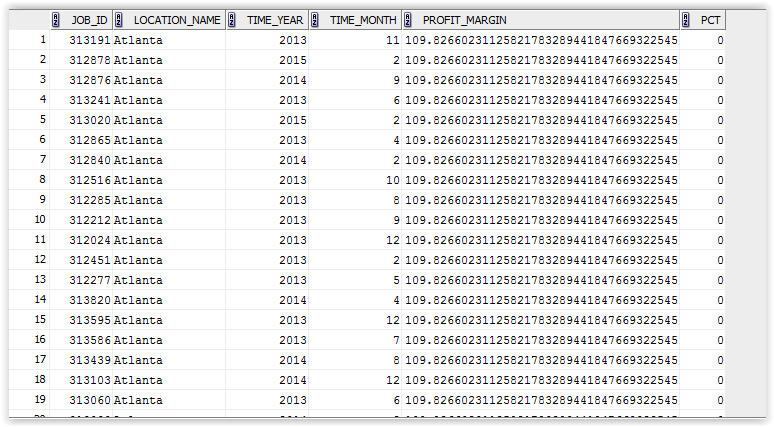 JOB_ID LOCATION_NAME TIME_YEAR TIME_MONTH PROFIT_MARGIN PCT
1 313191 Atlanta 2013 11 109.826602311258217832894418476693225​45 0
2 312878 Atlanta 2015 2 109.82660231125821783289441847669322545 0
3 312876 Atlanta 2014 9 109.82660231125821783289441847669322545 0
4 313241 Atlanta 2013 6 109.82660231125821783289441847669322545 0
5 313020 Atlanta 2015 2 109.82660231125821783289441847669322545 0
6 312865 Atlanta 2013 4 109.82660231125821783289441847669322545 0
7 312840 Atlanta 2014 2 109.82660231125821783289441847669322545 0
8 312516 Atlanta 2013 10 109.82660231125821783289441847669322545 0
9 312285 Atlanta 2013 8 109.82660231125821783289441847669322545 0
10 312212 Atlanta 2013 9 109.82660231125821783289441847669322545 0
11 312024 Atlanta 2013 12 109.82660231125821783289441847669322545 0
12 312451 Atlanta 2013 2 109.82660231125821783289441847669322545 0
13 312277 Atlanta 2013 5 109.82660231125821783289441847669322545 0
14 313820 Atlanta 2014 4 109.82660231125821783289441847669322545 0
15 313595 Atlanta 2013 12 109.82660231125821783289441847669322545 0
16 313586 Atlanta 2013 7 109.82660231125821783289441847669322545 0
17 313439 Atlanta 2014 8 109.82660231125821783289441847669322545 0
18 313103 Atlanta 2014 12 109.82660231125821783289441847669322545 0
19 313060 Atlanta 2013 6 109.82660231125821783289441847669322545 0